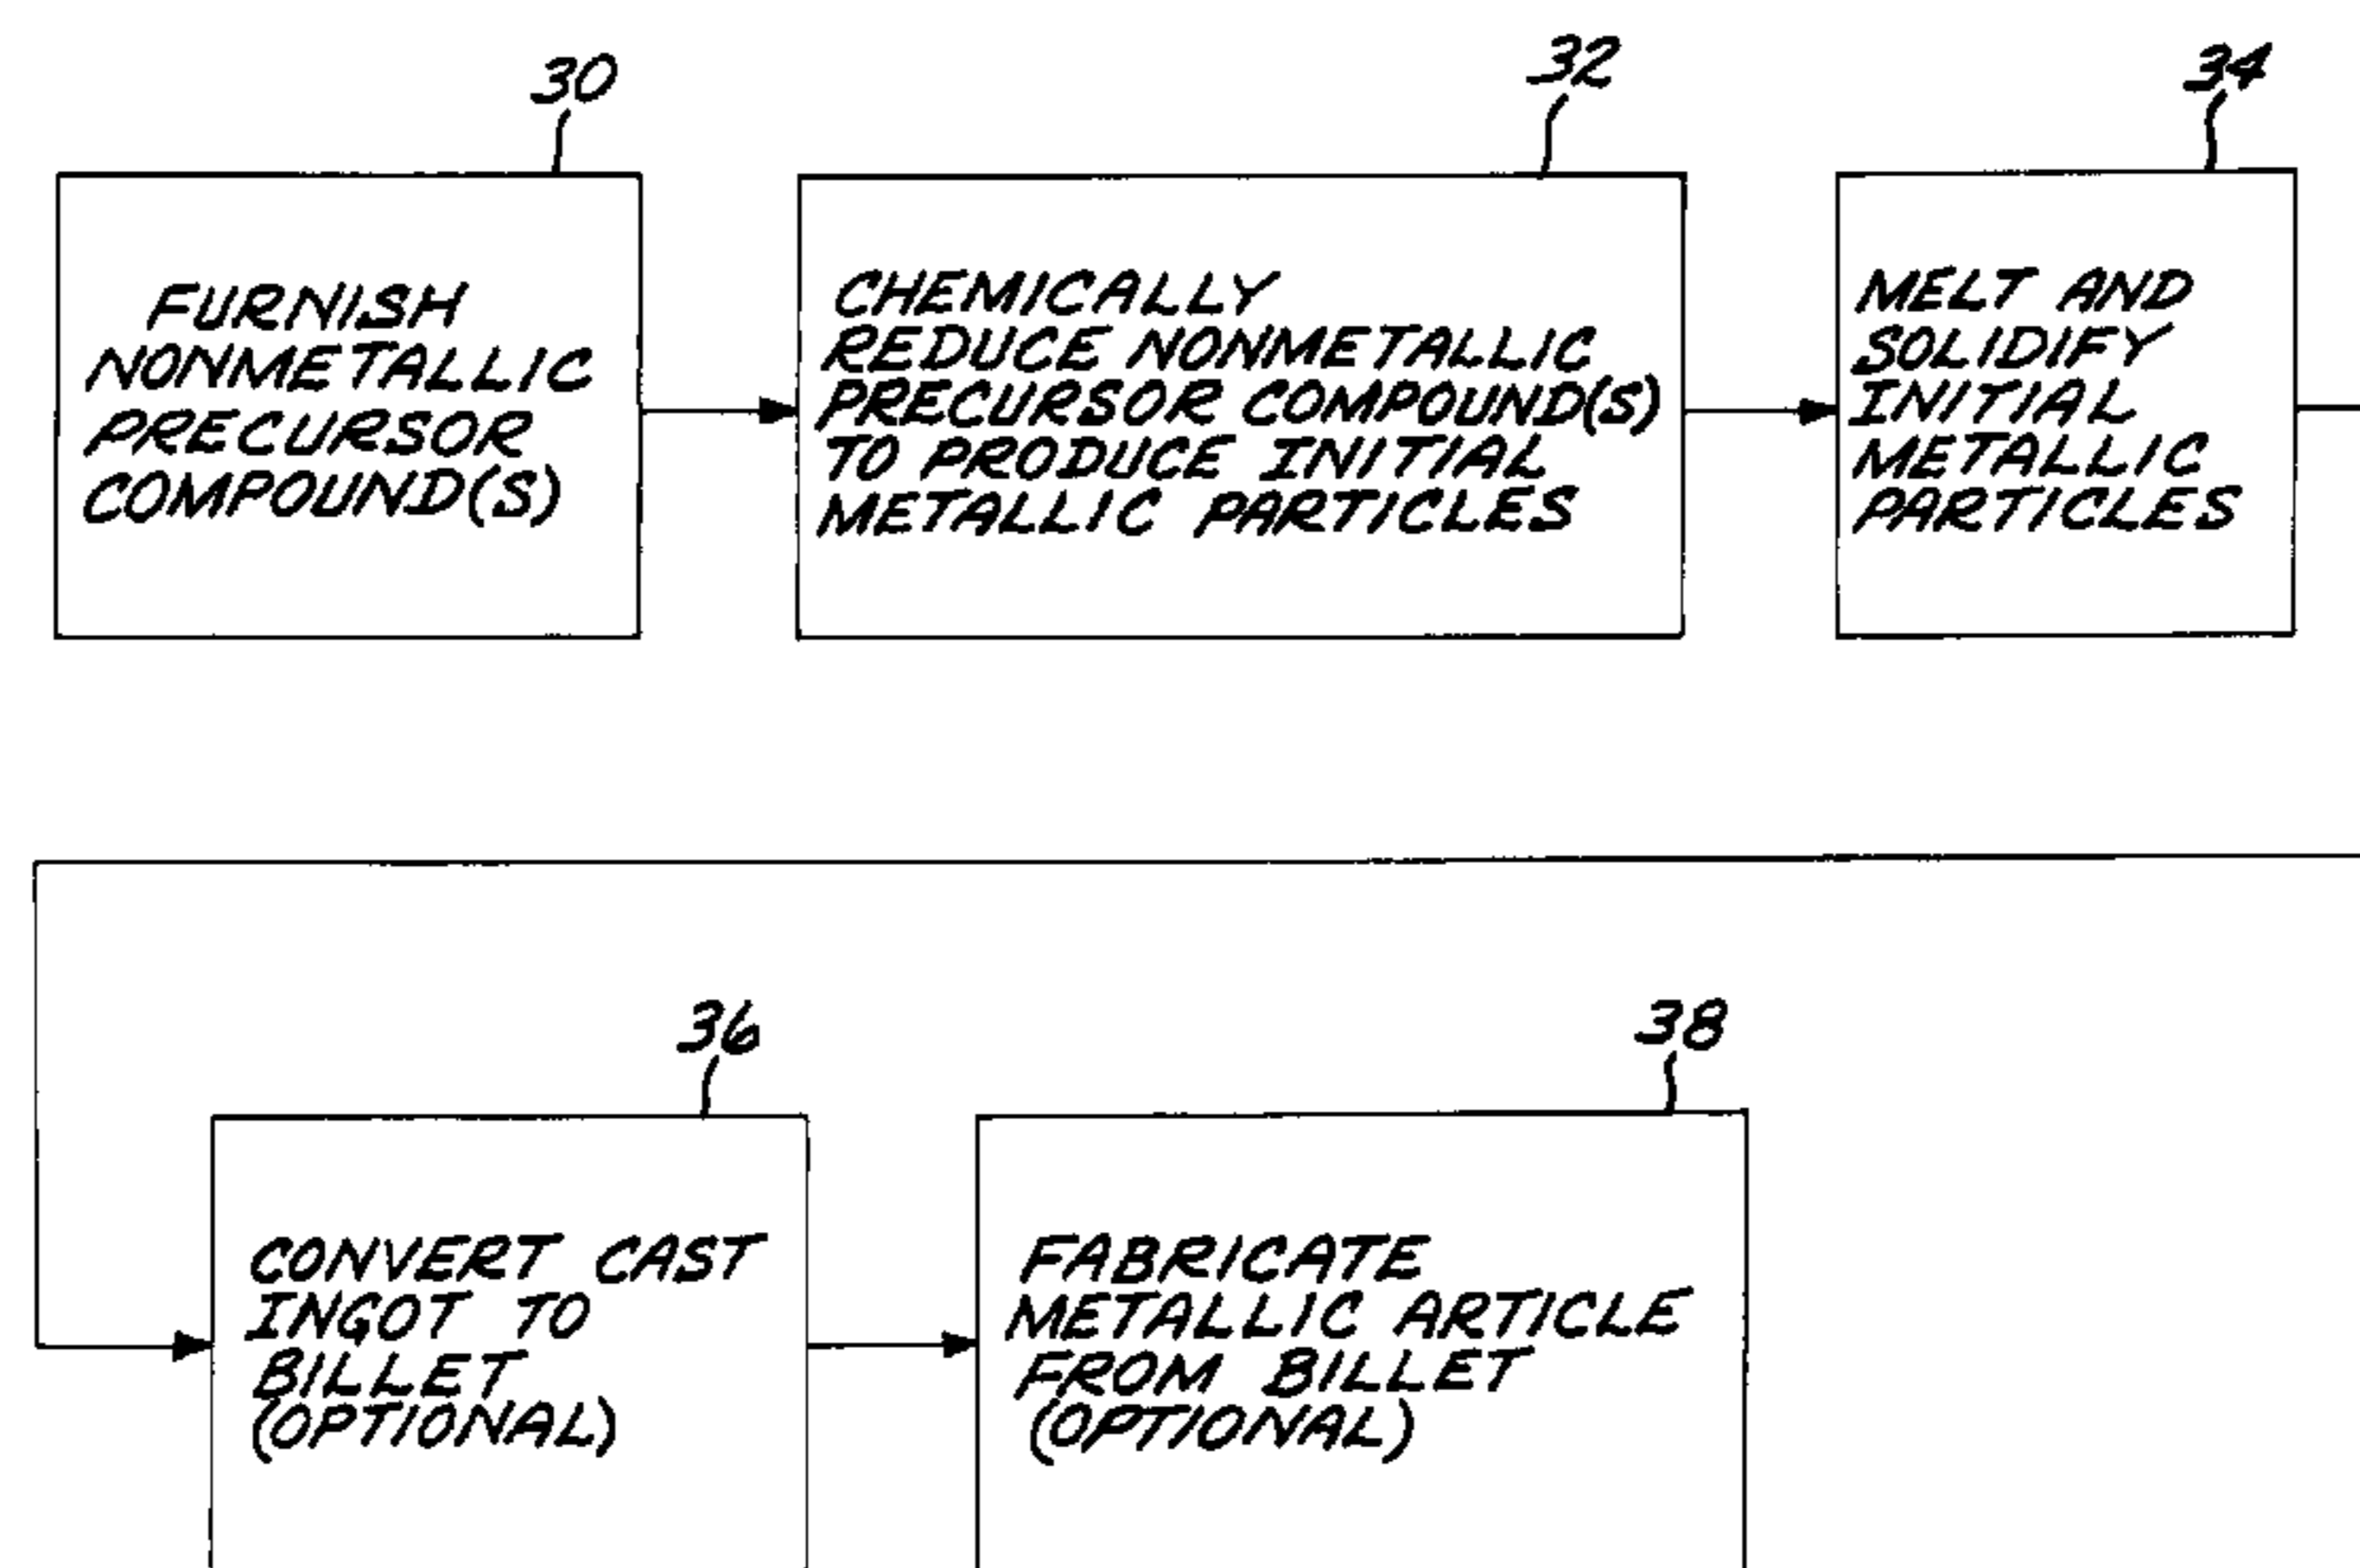 30
FURNISH
NONMETALLIC
PRECURSOR
COMPOUND(S)
32
CHEMICALLY
REDUCE NONMETALLIC
PRECURSOR COMPOUND(S)
TO PRODUCE INITIAL
METALLIC PARTICLES
34
MELT AND
SOLIDIFY
INITIAL
METALLIC
PARTICLES
36
CONVERT CAST
INGOT TO
BILLET
(OPTIONAL)
38
FABRICATE
METALLIC ARTICLE
FROM BILLET
(OPTIONAL)